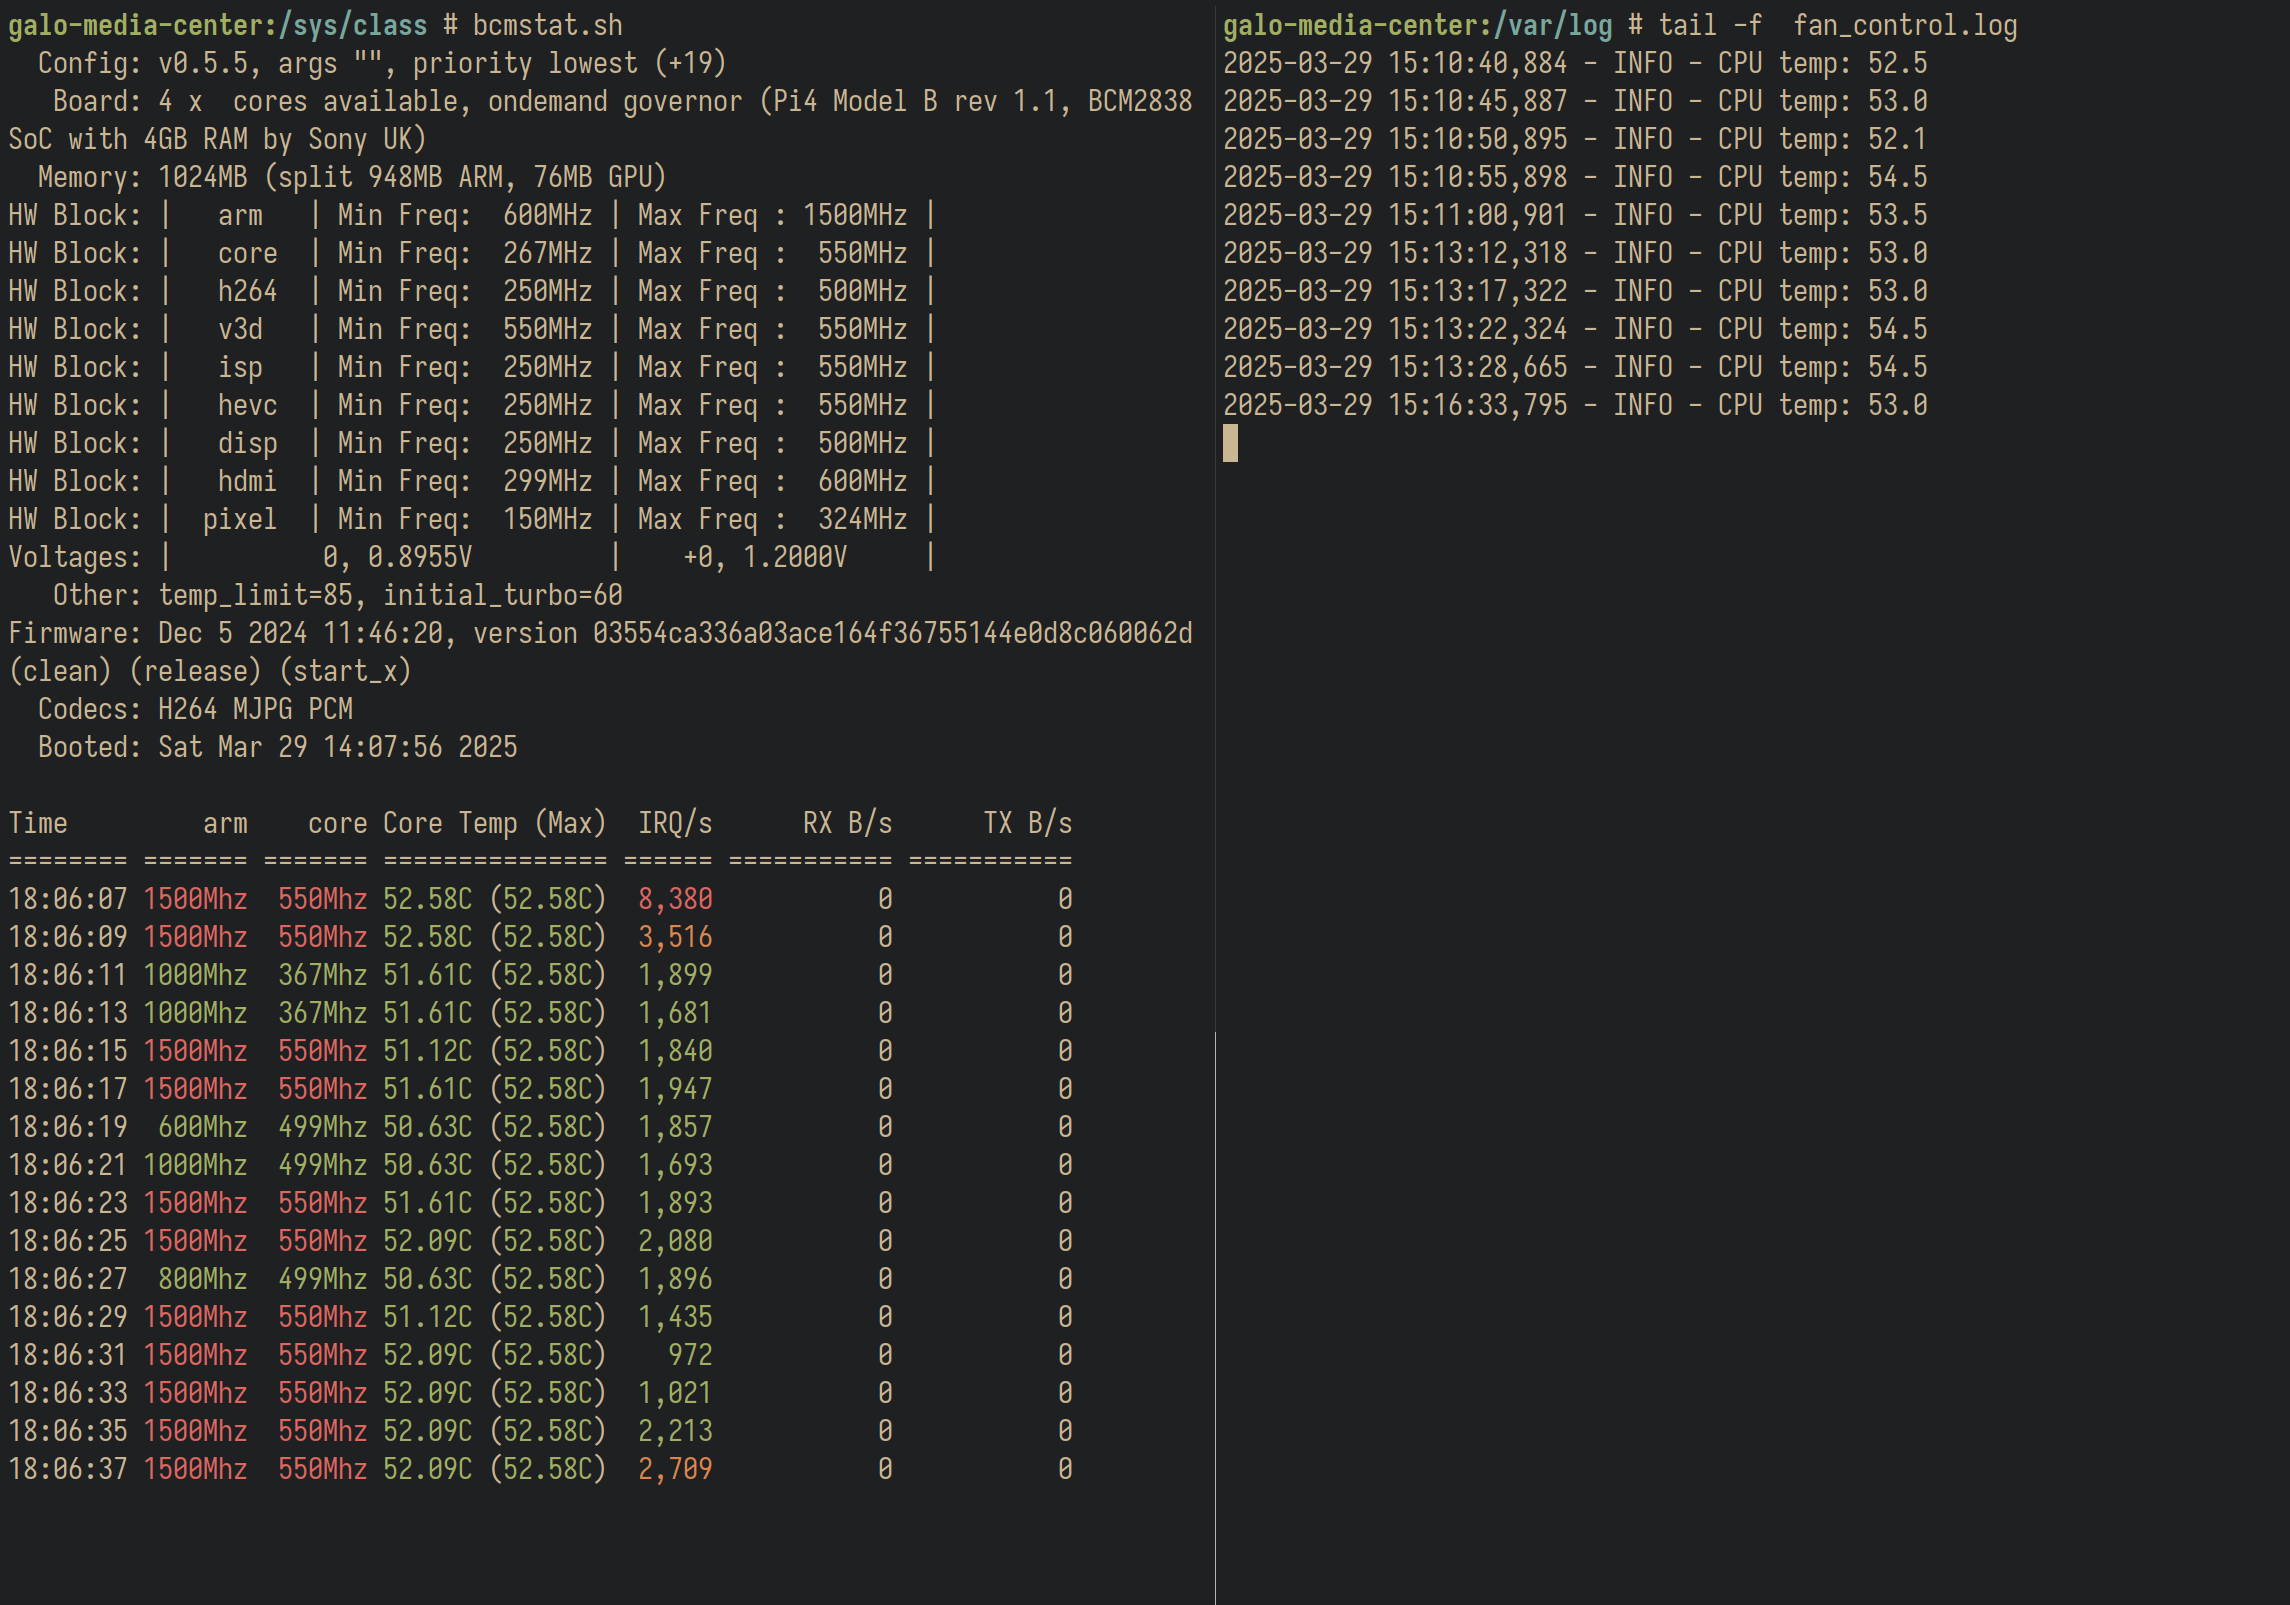 galo-media-center:/sys/class # bcmstat.sh
  Config: v0.5.5, args "", priority lowest (+19)
   Board: 4 x  cores available, ondemand governor (Pi4 Model B rev 1.1, BCM2838
SoC with 4GB RAM by Sony UK)
  Memory: 1024MB (split 948MB ARM, 76MB GPU)
HW Block: |   arm   | Min Freq:  600MHz | Max Freq : 1500MHz |
HW Block: |   core  | Min Freq:  267MHz | Max Freq :  550MHz |
HW Block: |   h264  | Min Freq:  250MHz | Max Freq :  500MHz |
HW Block: |   v3d   | Min Freq:  550MHz | Max Freq :  550MHz |
HW Block: |   isp   | Min Freq:  250MHz | Max Freq :  550MHz |
HW Block: |   hevc  | Min Freq:  250MHz | Max Freq :  550MHz |
HW Block: |   disp  | Min Freq:  250MHz | Max Freq :  500MHz |
HW Block: |   hdmi  | Min Freq:  299MHz | Max Freq :  600MHz |
HW Block: |  pixel  | Min Freq:  150MHz | Max Freq :  324MHz |
Voltages: |          0, 0.8955V         |    +0, 1.2000V     |
   Other: temp_limit=85, initial_turbo=60
Firmware: Dec 5 2024 11:46:20, version 03554ca336a03ace164f36755144e0d8c060062d
(clean) (release) (start_x)
  Codecs: H264 MJPG PCM
  Booted: Sat Mar 29 14:07:56 2025
Time         arm    core Core Temp (Max)  IRQ/s      RX B/s      TX B/s
======== ======= ======= =============== ====== =========== ===========
18:06:07 1500Mhz  550Mhz 52.58C (52.58C)  8,380           0           0
18:06:09 1500Mhz  550Mhz 52.58C (52.58C)  3,516           0           0
18:06:11 1000Mhz  367Mhz 51.61C (52.58C)  1,899           0           0
18:06:13 1000Mhz  367Mhz 51.61C (52.58C)  1,681           0           0
18:06:15 1500Mhz  550Mhz 51.12C (52.58C)  1,840           0           0
18:06:17 1500Mhz  550Mhz 51.61C (52.58C)  1,947           0           0
18:06:19  600Mhz  499Mhz 50.63C (52.58C)  1,857           0           0
18:06:21 1000Mhz  499Mhz 50.63C (52.58C)  1,693           0           0
18:06:23 1500Mhz  550Mhz 51.61C (52.58C)  1,893           0           0
18:06:25 1500Mhz  550Mhz 52.09C (52.58C)  2,080           0           0
18:06:27  800Mhz  499Mhz 50.63C (52.58C)  1,896           0           0
18:06:29 1500Mhz  550Mhz 51.12C (52.58C)  1,435           0           0
18:06:31 1500Mhz  550Mhz 52.09C (52.58C)    972           0           0
18:06:33 1500Mhz  550Mhz 52.09C (52.58C)  1,021           0           0
18:06:35 1500Mhz  550Mhz 52.09C (52.58C)  2,213           0           0
18:06:37 1500Mhz  550Mhz 52.09C (52.58C)  2,709           0           0
galo-media-center:/var/log # tail -f  fan_control.log
2025-03-29 15:10:40,884 - INFO - CPU temp: 52.5
2025-03-29 15:10:45,887 - INFO - CPU temp: 53.0
2025-03-29 15:10:50,895 - INFO - CPU temp: 52.1
2025-03-29 15:10:55,898 - INFO - CPU temp: 54.5
2025-03-29 15:11:00,901 - INFO - CPU temp: 53.5
2025-03-29 15:13:12,318 - INFO - CPU temp: 53.0
2025-03-29 15:13:17,322 - INFO - CPU temp: 53.0
2025-03-29 15:13:22,324 - INFO - CPU temp: 54.5
2025-03-29 15:13:28,665 - INFO - CPU temp: 54.5
2025-03-29 15:16:33,795 - INFO - CPU temp: 53.0